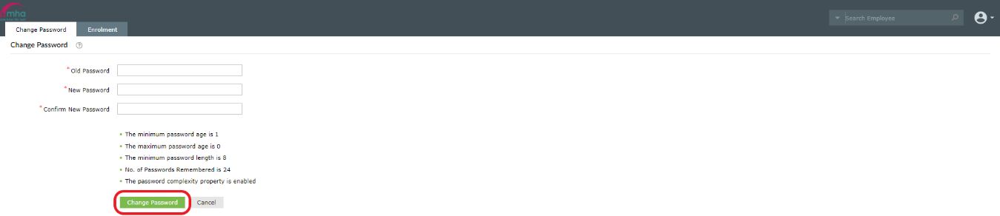 mha
Search Employee
Change Password
Enrolment
Change Password ?
* Old Password
* New Password
* Confirm New Password
• The minimum password age is 1
• The maximum password age is 0
• The minimum password length is 8
• No. of Passwords Remembered is 24
• The password complexity property is enabled
Change Password
Cancel